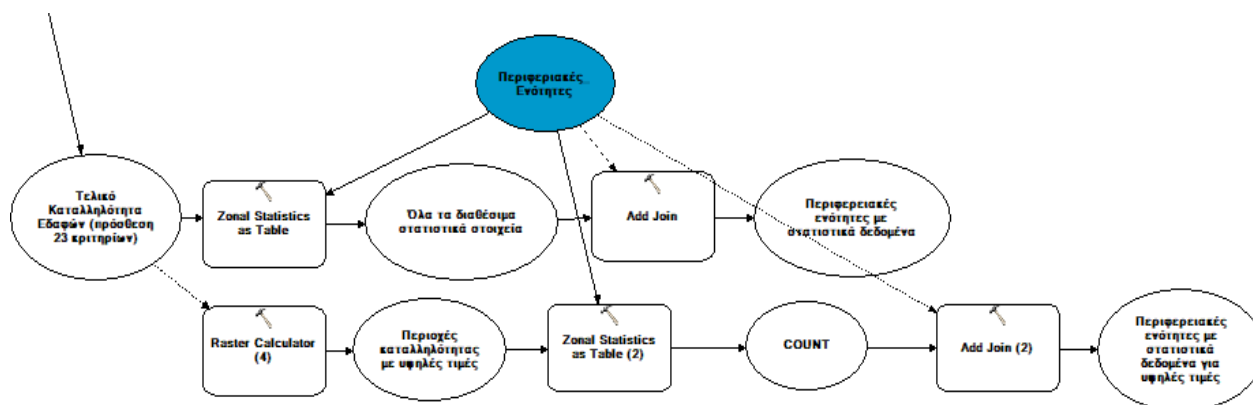 Περιφεριακές_
Ενότητες
Τελικό
Καταλληλότητα
Εδαφών (πρόσθεση
23 κριτηρίων)
Zonal Statistics
as Table
Όλα τα διαθέσιμα
στατιστικά στοιχεία
Add Join
Περιφερειακές
ενότητες με
στατιστικά δεδομένα
Raster Calculator
(4)
Περιοχές
καταλληλότητας
με υψηλές τιμές
Zonal Statistics
as Table (2)
COUNT
Add Join (2)
Περιφερειακές
ενότητες με
στατιστικά
δεδομένα για
υψηλές τιμές